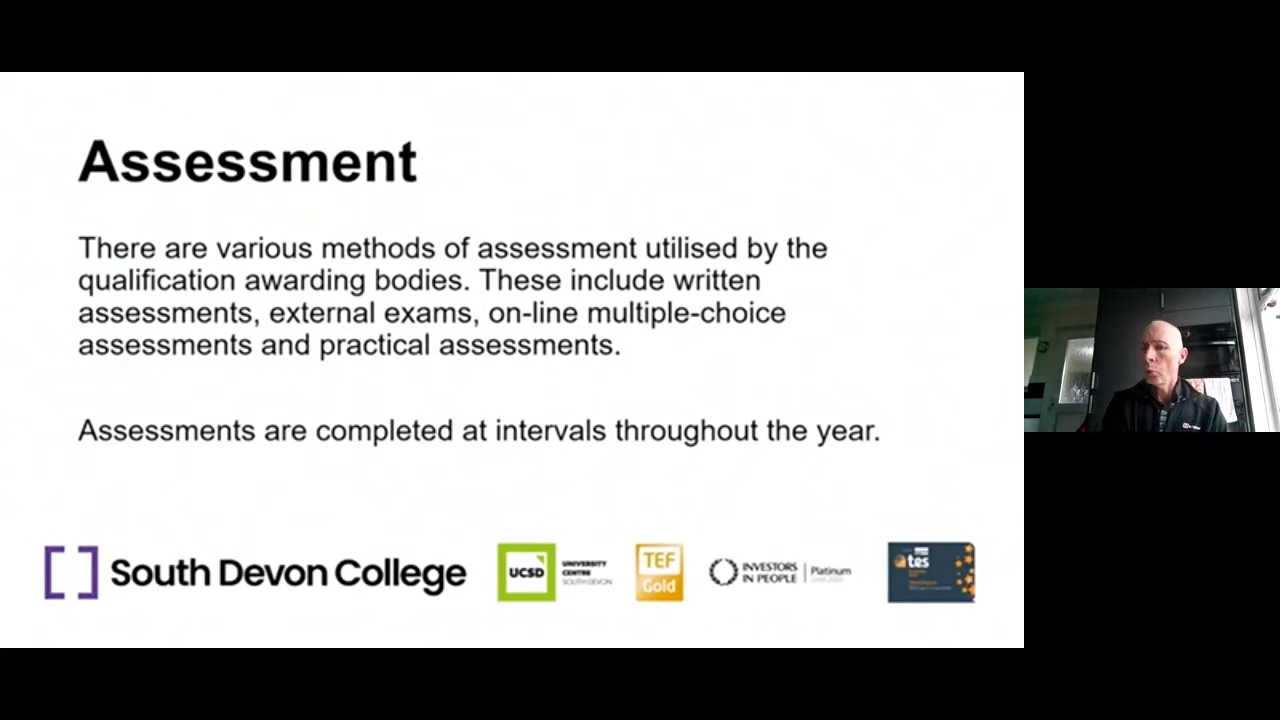 Assessment
There are various methods of assessment utilised by the
qualification awarding bodies. These include written
assessments, external exams, on-line multiple-choice
assessments and practical assessments.
Assessments are completed at intervals throughout the year.
South Devon College
UCSD
UNIVERSITY
CENTRE
SOUTH DEVON
TEF
Gold
INVESTORS
IN PEOPLE
Platinum
tes